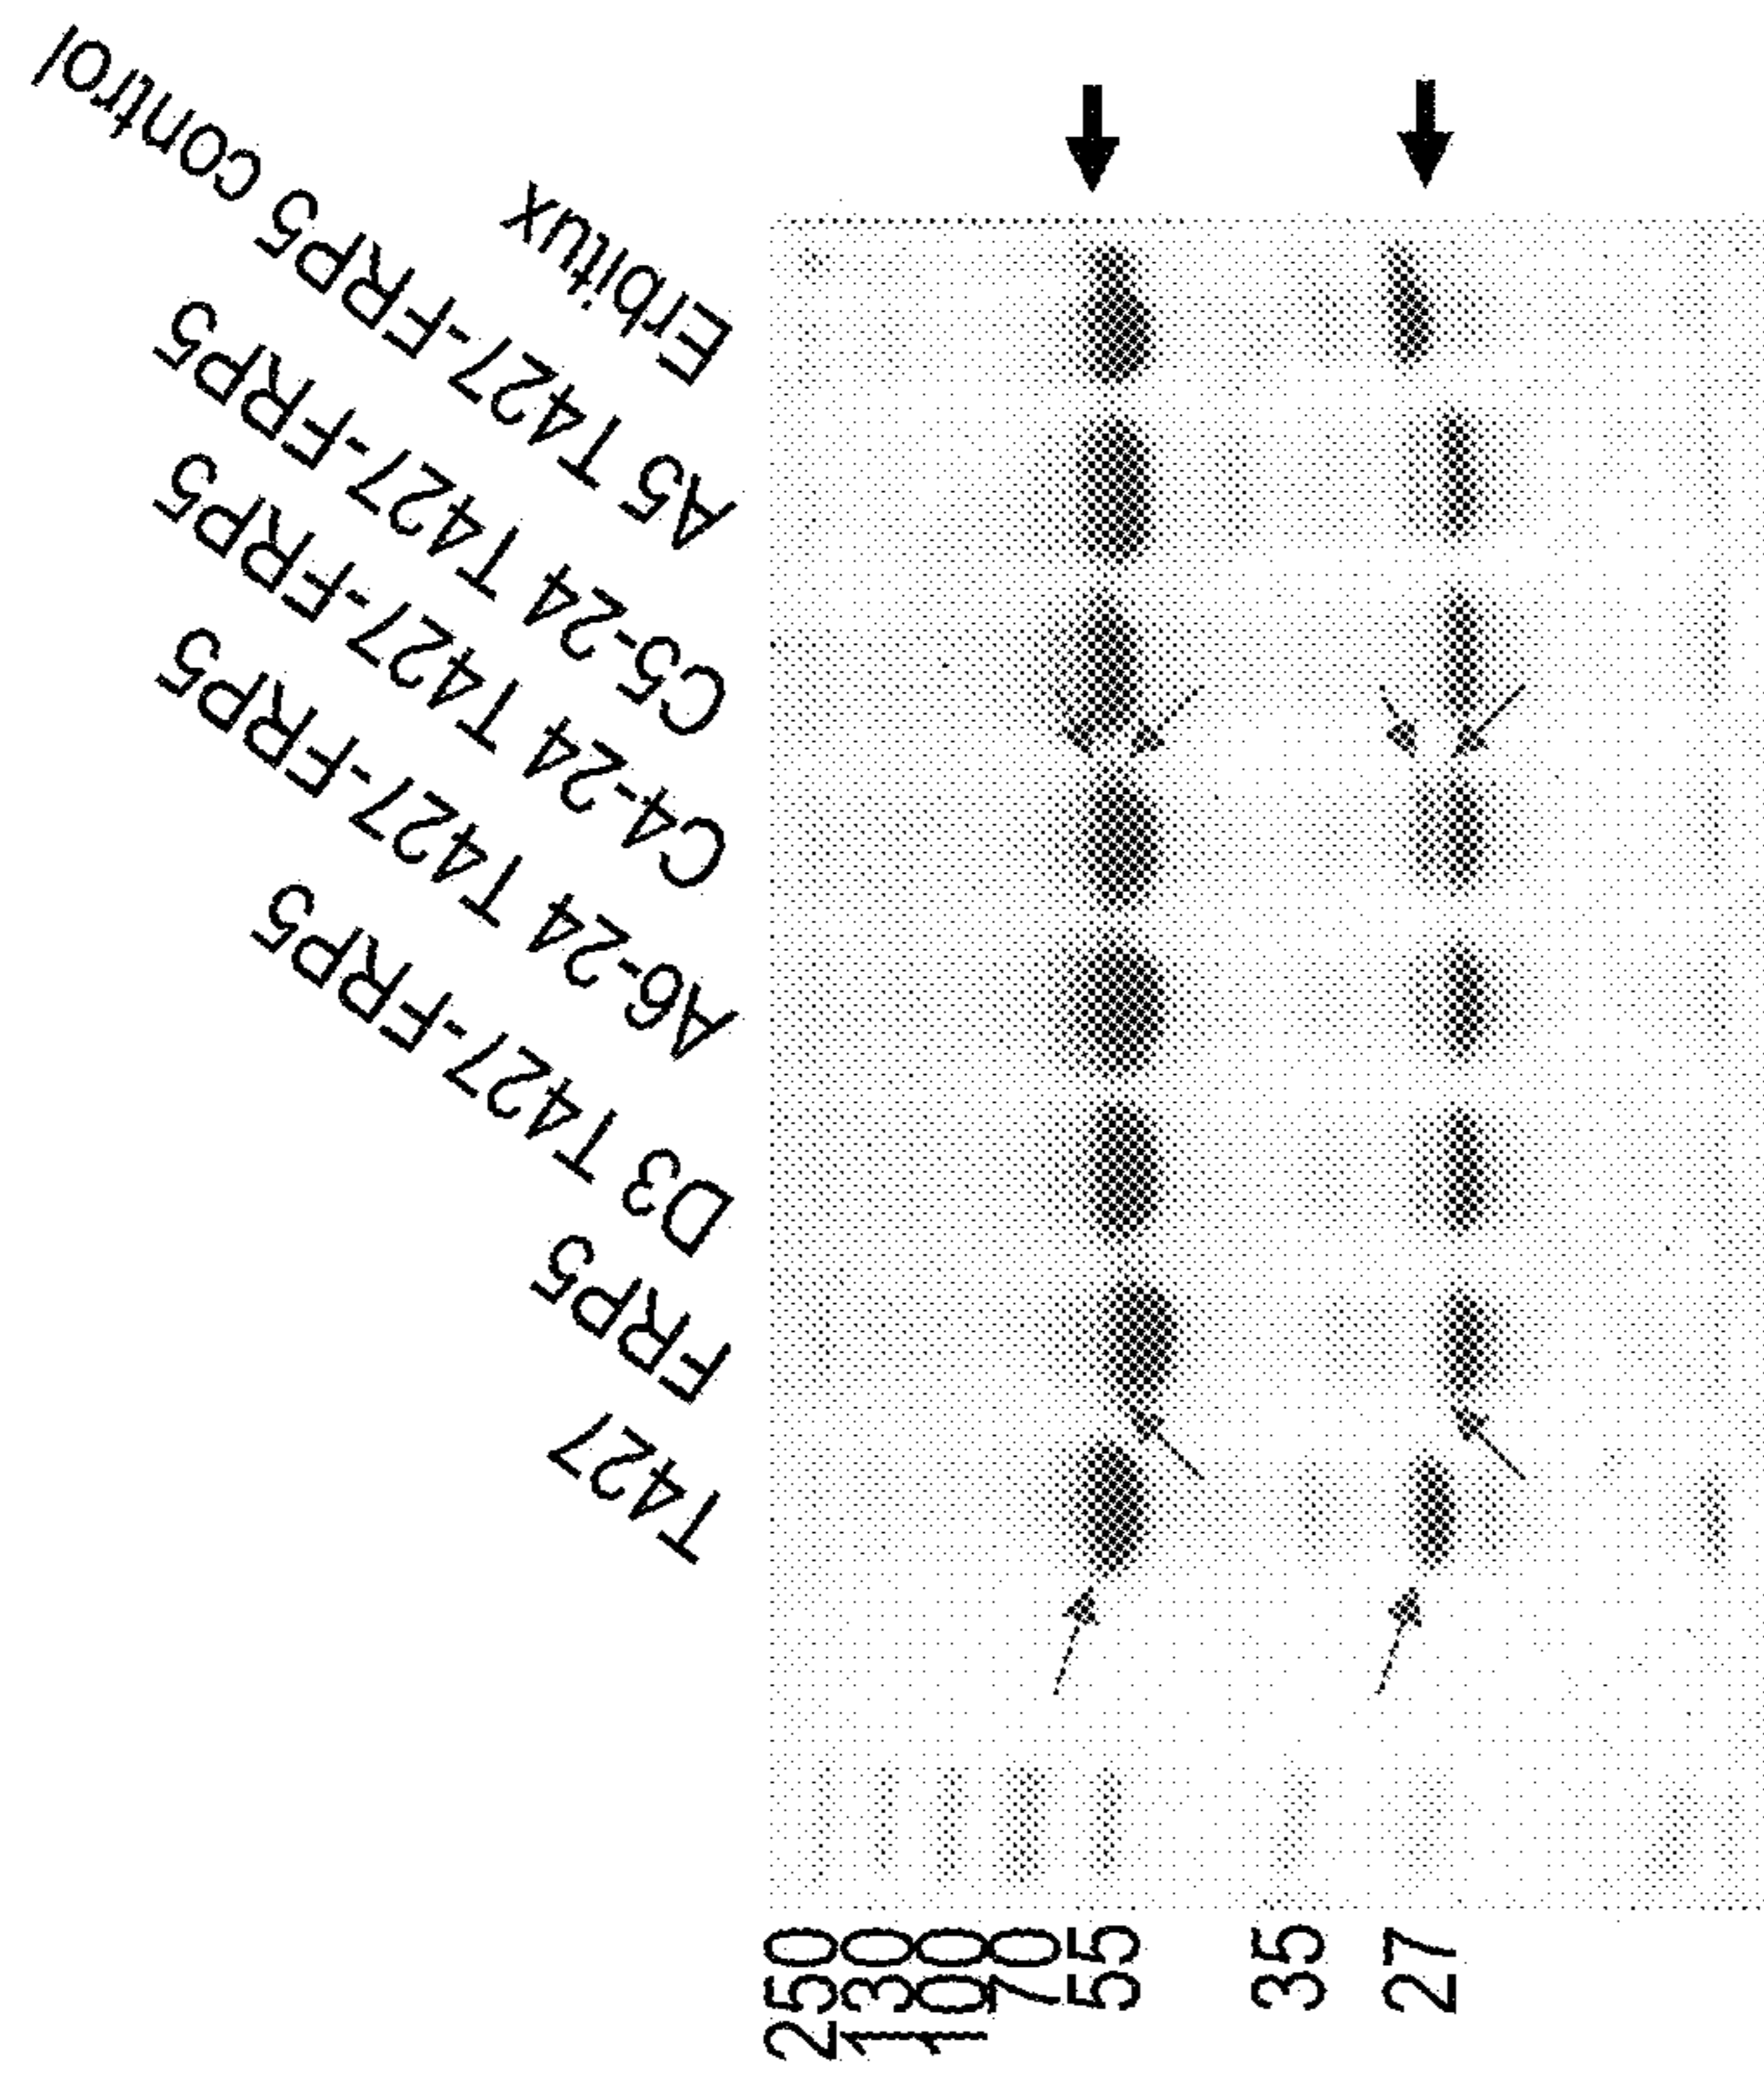 T427
FRP5
D3 T427-FRP5
A6-24 T427-FRP5
C4-24 T427-FRP5
C5-24 T427-FRP5
A5 T427-FRP5 control
Erbitux
250
130
100
70
55
35
27